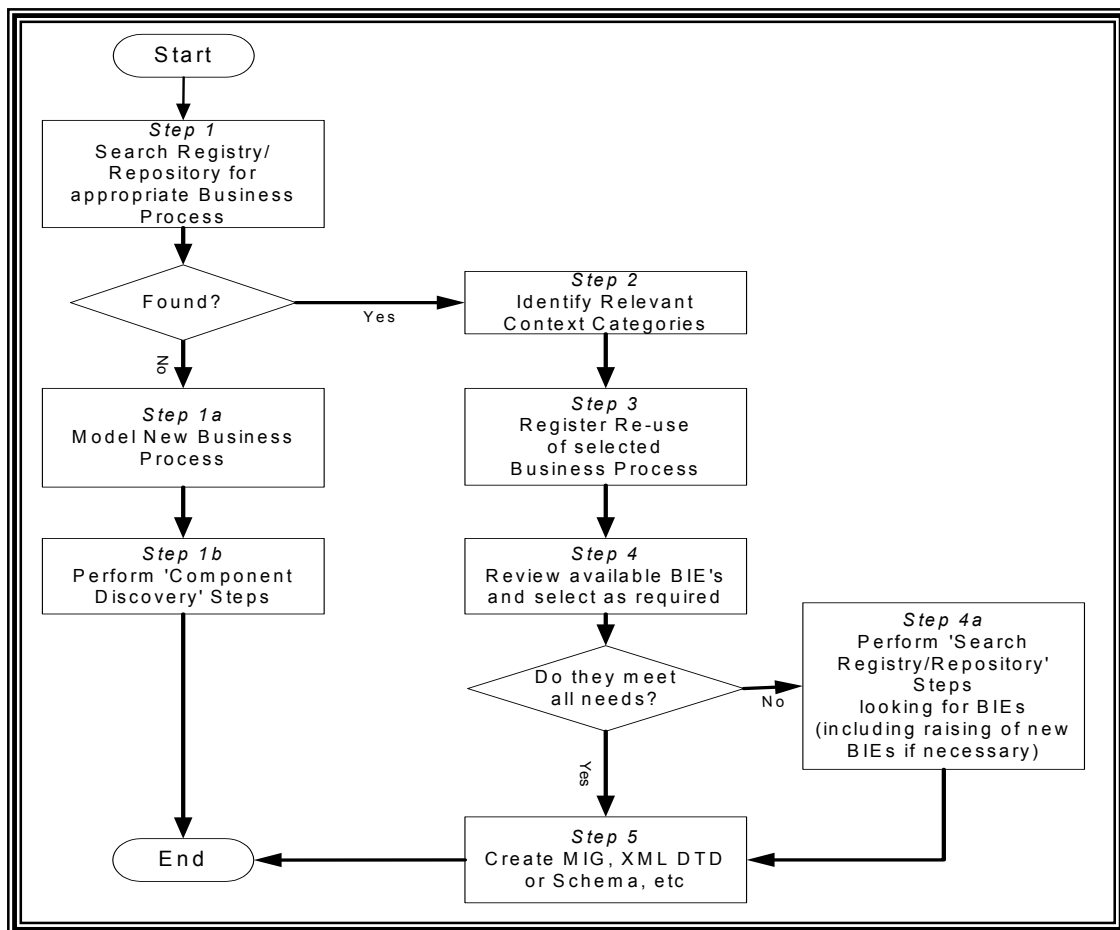 Start
Step 1
Search Registry/
Repository for
appropriate Business
Process
Found?
Yes
No
Step 2
Identify Relevant
Context Categories
Step 1a
Model New Business
Process
Step 3
Register Re-use
of selected
Business Process
Step 1b
Perform 'Component
Discovery' Steps
Step 4
Review available BIE's
and select as required
Do they meet
all needs?
No
Yes
Step 4a
Perform 'Search
Registry/Repository'
Steps
looking for BIEs
(including raising of new
BIEs if necessary)
Step 5
Create MIG, XML DTD
or Schema, etc
End